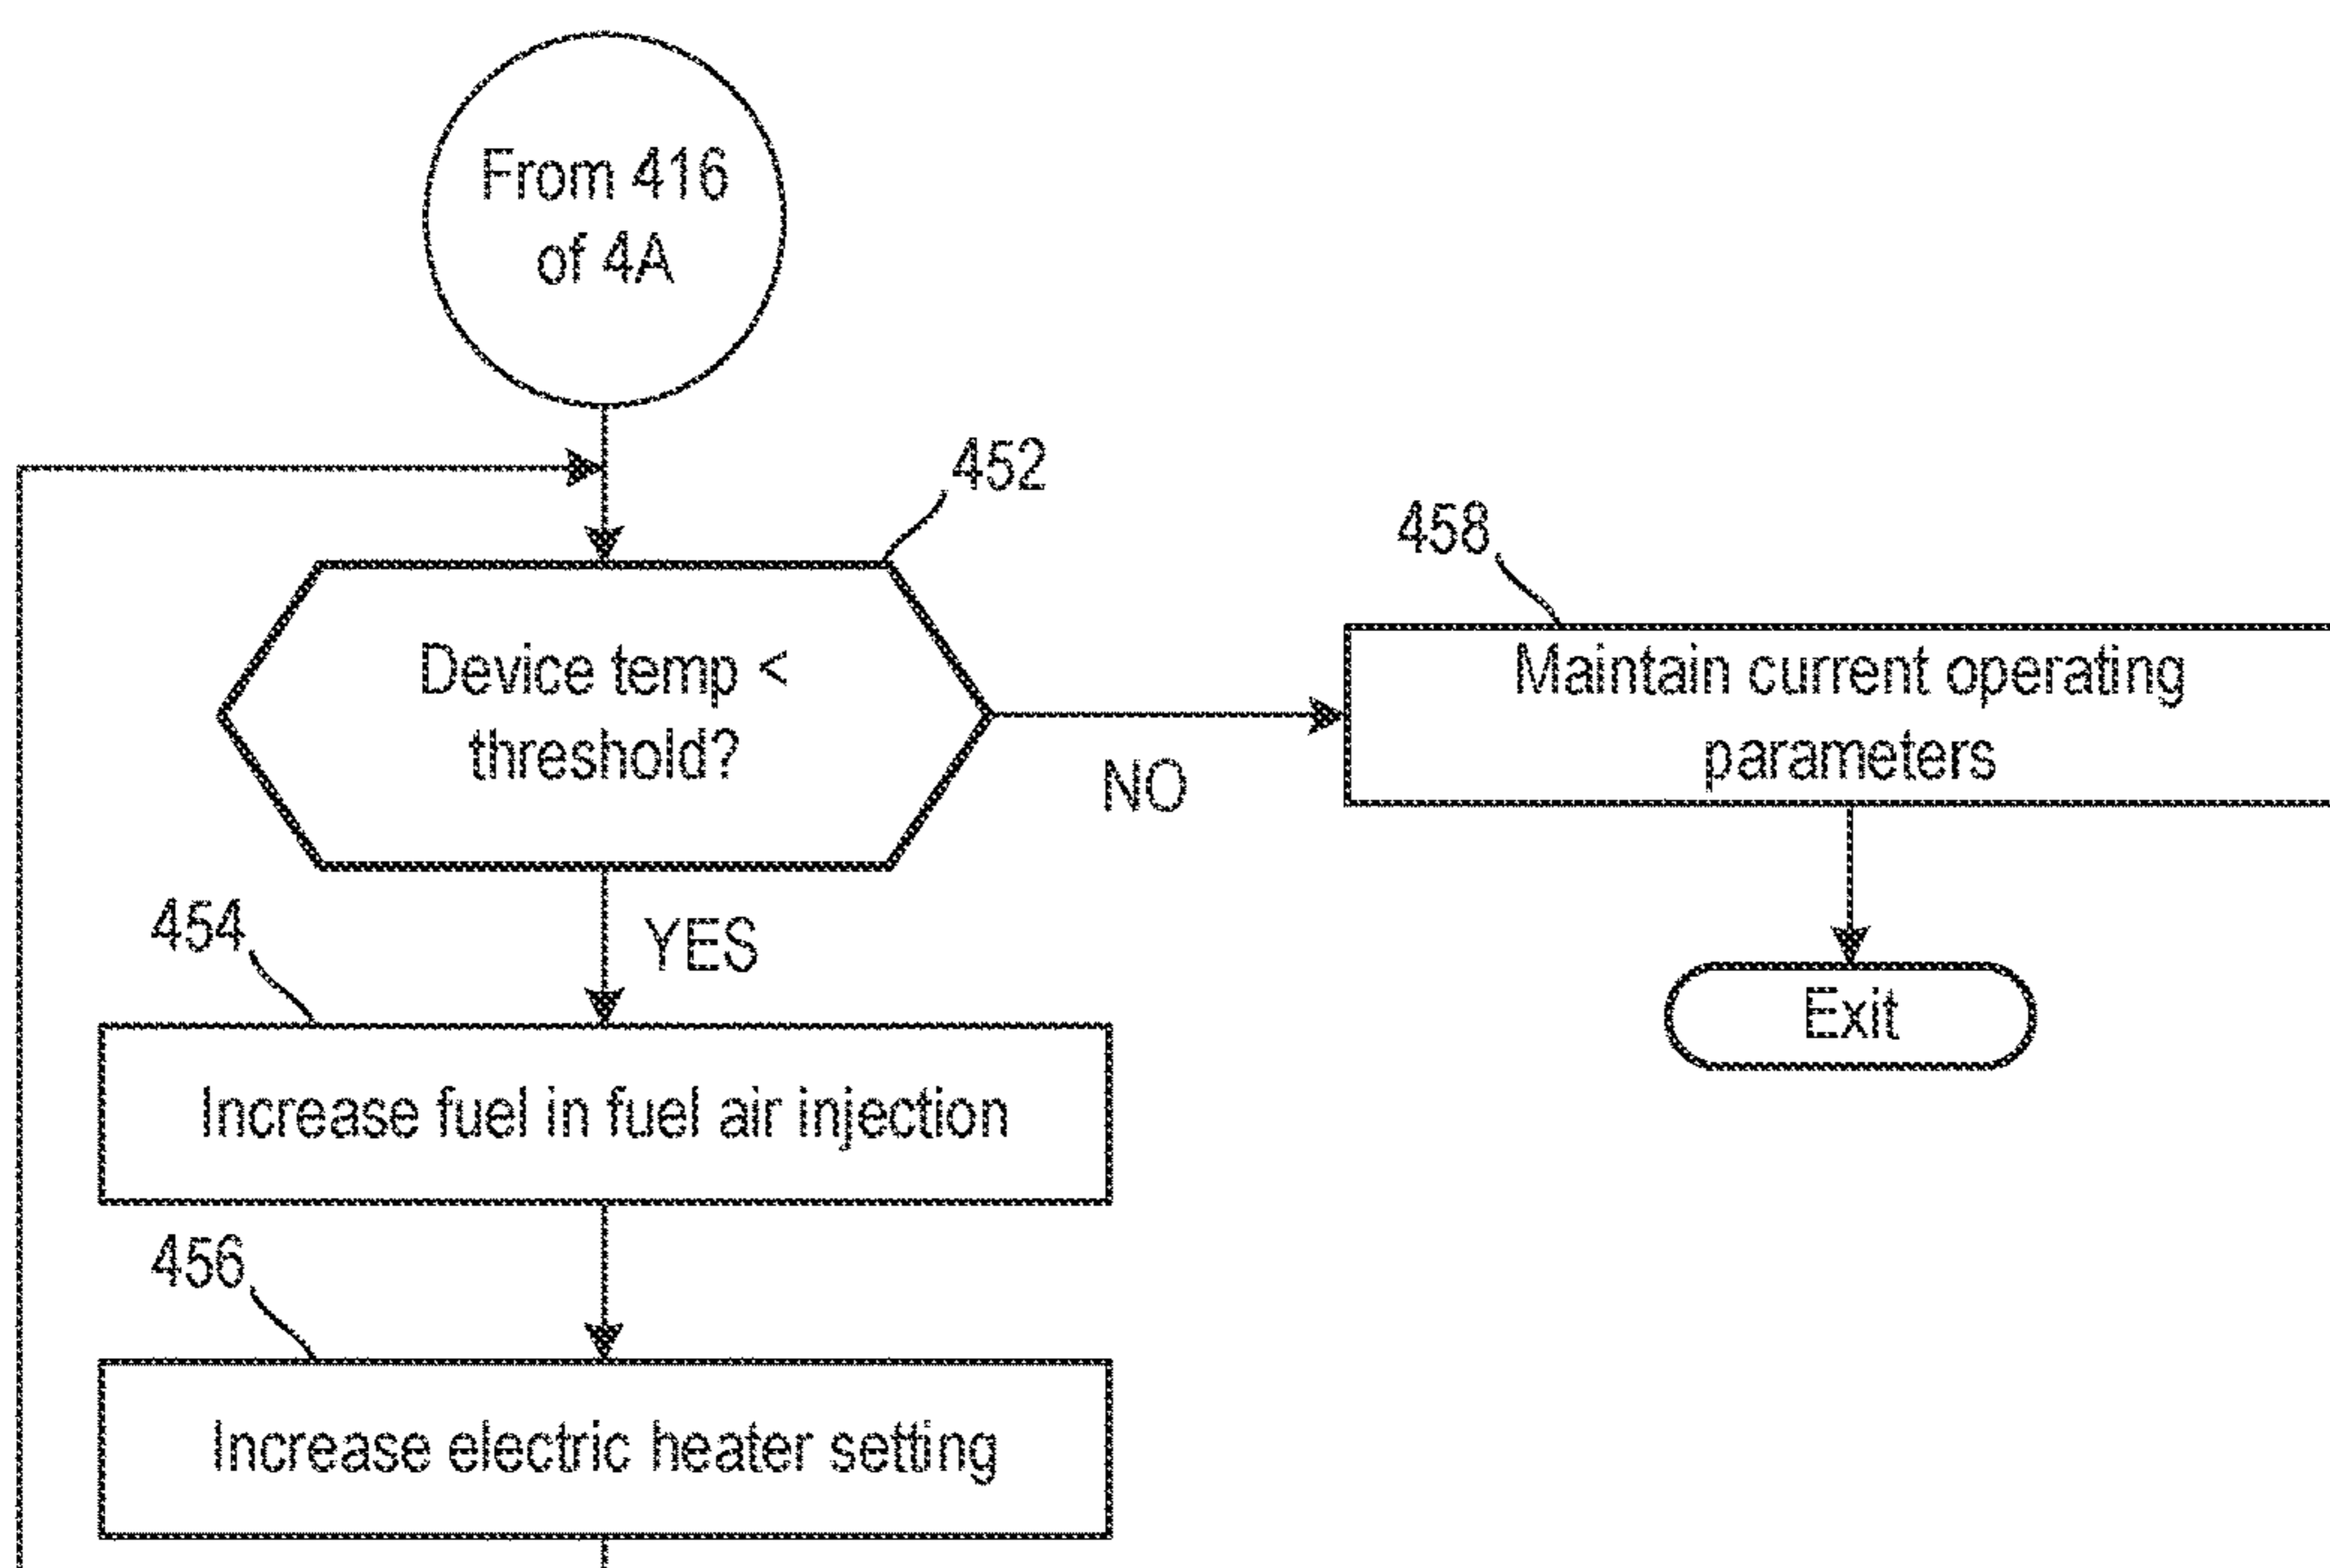 From 416
of 4A
452
458
Device temp <
threshold?
Maintain current operating
parameters
NO
454
YES
Exit
Increase fuel in fuel air injection
456
Increase electric heater setting